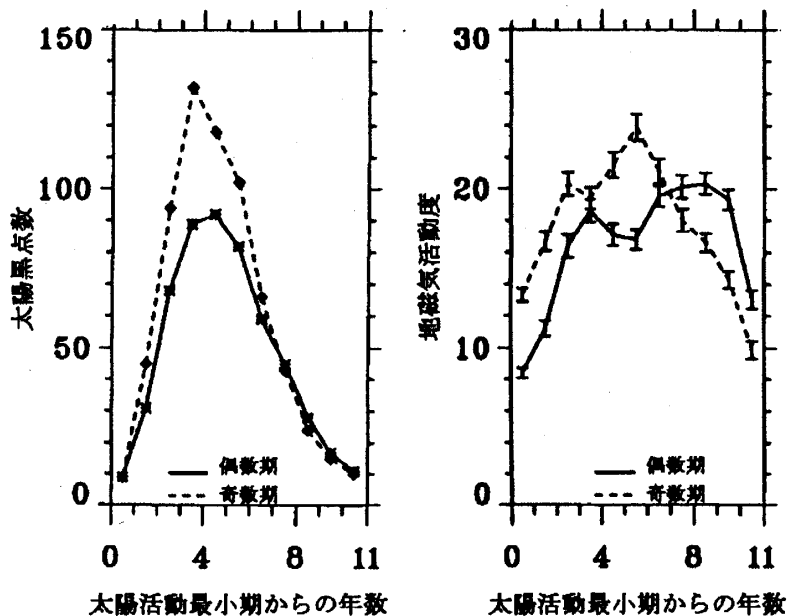 150
100
50
0
太陽黒点数
偶数期
奇数期
0 4 8 11
太陽活動最小期からの年数
30
20
10
0
地磁気活動度
偶数期
奇数期
0 4 8 11
太陽活動最小期からの年数